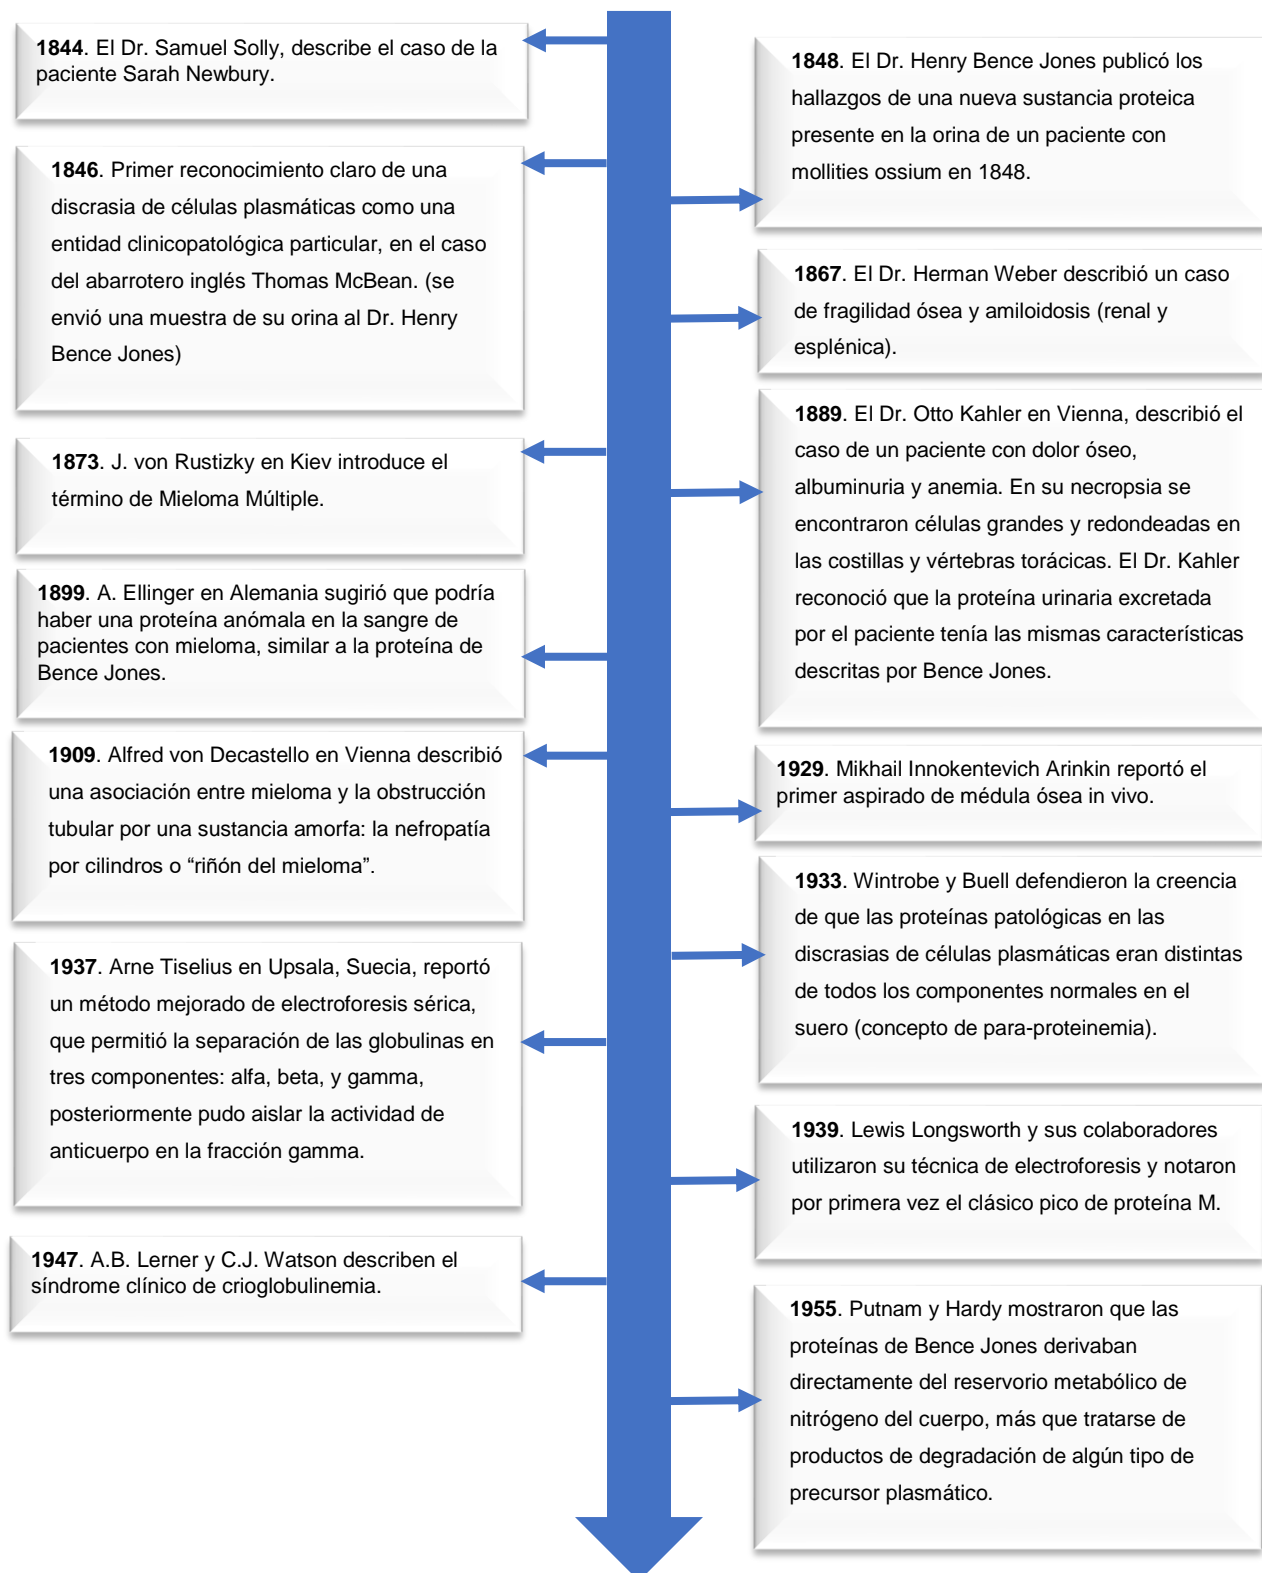 1844. El Dr. Samuel Solly, describe el caso de la
paciente Sarah Newbury.
1848. El Dr. Henry Bence Jones publicó los
hallazgos de una nueva sustancia proteica
presente en la orina de un paciente con
mollities ossium en 1848.
1846. Primer reconocimiento claro de una
discrasia de células plasmáticas como una
entidad clinicopatológica particular, en el caso
del abarrotero inglés Thomas McBean. (se
envió una muestra de su orina al Dr. Henry
Bence Jones)
1867. El Dr. Herman Weber describió un caso
de fragilidad ósea y amiloidosis (renal y
esplénica).
1873. J. von Rustizky en Kiev introduce el
término de Mieloma Múltiple.
1889. El Dr. Otto Kahler en Vienna, describió el
caso de un paciente con dolor óseo,
albuminuria y anemia. En su necropsia se
encontraron células grandes y redondeadas en
las costillas y vértebras torácicas. El Dr. Kahler
reconoció que la proteína urinaria excretada
por el paciente tenía las mismas características
descritas por Bence Jones.
1899. A. Ellinger en Alemania sugirió que podría
haber una proteína anómala en la sangre de
pacientes con mieloma, similar a la proteína de
Bence Jones.
1909. Alfred von Decastello en Vienna describió
una asociación entre mieloma y la obstrucción
tubular por una sustancia amorfa: la nefropatía
por cilindros o “riñón del mieloma”.
1929. Mikhail Innokentevich Arinkin reportó el
primer aspirado de médula ósea in vivo.
1933. Wintrobe y Buell defendieron la creencia
de que las proteínas patológicas en las
discrasias de células plasmáticas eran distintas
de todos los componentes normales en el
suero (concepto de para-proteinemia).
1937. Arne Tiselius en Upsala, Suecia, reportó
un método mejorado de electroforesis sérica,
que permitió la separación de las globulinas en
tres componentes: alfa, beta, y gamma,
posteriormente pudo aislar la actividad de
anticuerpo en la fracción gamma.
1939. Lewis Longsworth y sus colaboradores
utilizaron su técnica de electroforesis y notaron
por primera vez el clásico pico de proteína M.
1947. A.B. Lerner y C.J. Watson describen el
síndrome clínico de crioglobulinemia.
1955. Putnam y Hardy mostraron que las
proteínas de Bence Jones derivaban
directamente del reservorio metabólico de
nitrógeno del cuerpo, más que tratarse de
productos de degradación de algún tipo de
precursor plasmático.